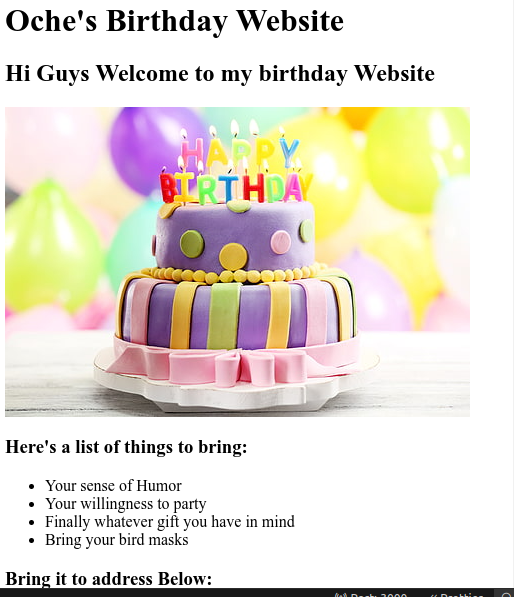 Oche's Birthday Website
Hi Guys Welcome to my birthday Website
HAPPY
BIRTHDAY
Here's a list of things to bring:
Your sense of Humor
Your willingness to party
Finally whatever gift you have in mind
Bring your bird masks
Bring it to address Below: